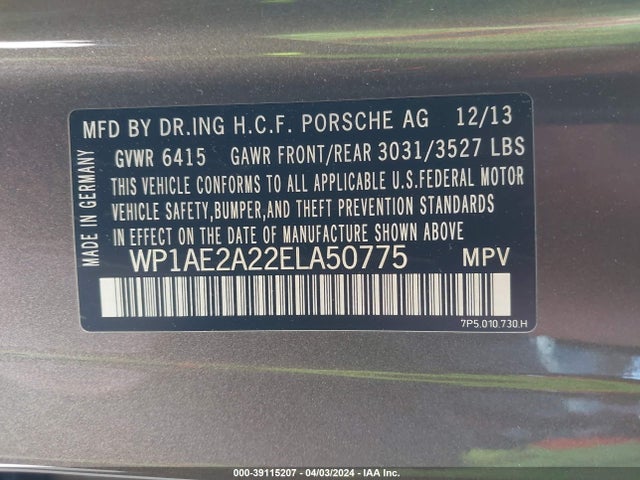 MFD BY DR.ING H.C.F. PORSCHE AG 12/13
GVWR 6415 GAWR FRONT/REAR 3031/3527 LBS
THIS VEHICLE CONFORMS TO ALL APPLICABLE U.S.FEDERAL MOTOR
VEHICLE SAFETY,BUMPER,AND THEFT PREVENTION STANDARDS
IN EFFECT ON THE DATE OF MANUFACTURE SHOWN ABOVE
WP1AE2A22ELA50775 MPV
7P5.010.730.H
MADE IN GERMANY
000-39115207 - 04/03/2024 - IAA Inc.